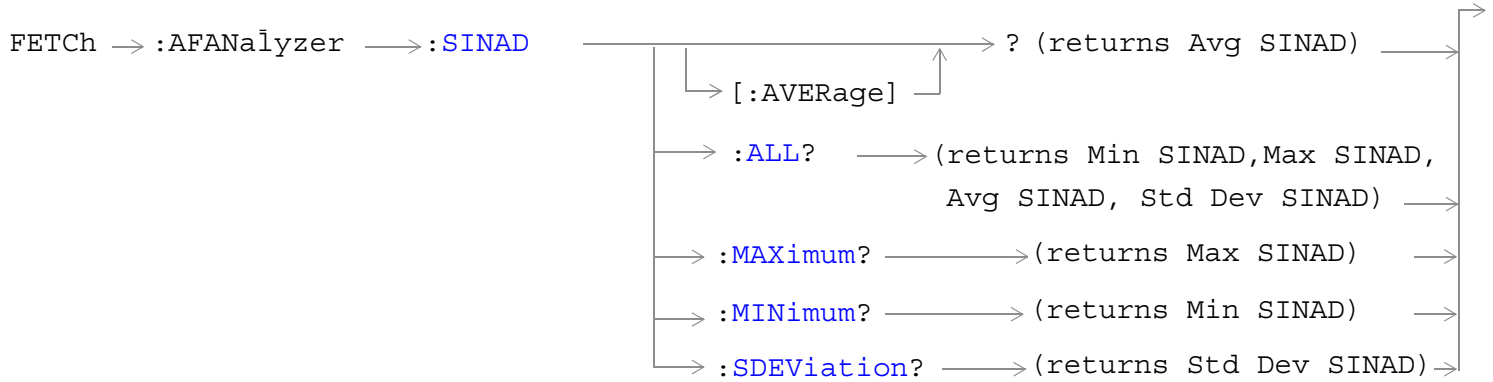 FETCh :AFANalyzer :SINAD ? (returns Avg SINAD)
[:AVERage]
:ALL? (returns Min SINAD,Max SINAD,
Avg SINAD, Std Dev SINAD)
:MAXimum? (returns Max SINAD)
:MINimum? (returns Min SINAD)
:SDEViation? (returns Std Dev SINAD)